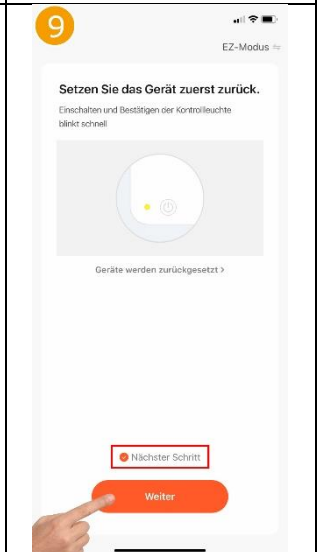 9
EZ-Modus
Setzen Sie das Gerät zuerst zurück.
Einschalten und Bestätigen der Kontrolleuchte
blinkt schnell
Geräte werden zurückgesetzt >
Nächster Schritt
Weiter